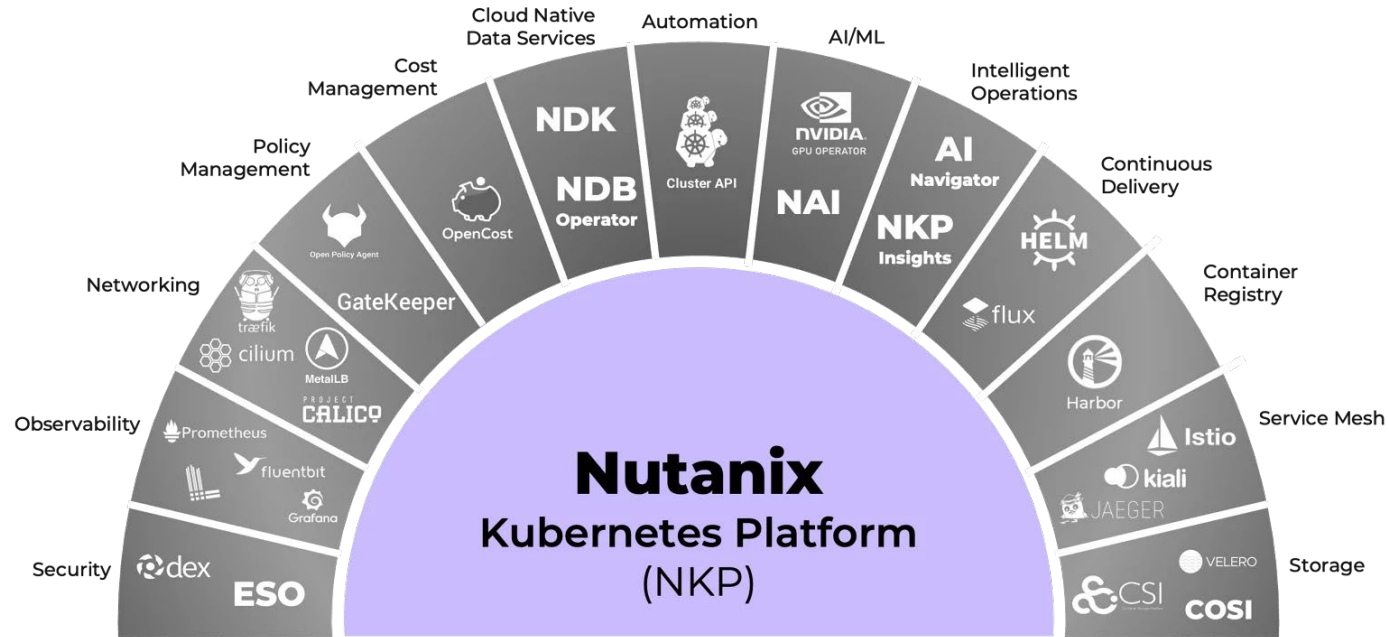 Cloud Native
Data Services
Automation
AI/ML
Cost
Management
Intelligent
Operations
Policy
Management
Continuous
Delivery
Networking
Container
Registry
Observability
Service Mesh
Security
Storage
NDK
NDB
Operator
Cluster API
NVIDIA
GPU OPERATOR
NAI
AI
Navigator
NKP
Insights
OpenCost
Open Policy Agent
GateKeeper
HELM
flux
træfik
cilium
MetalLB
PROJECT
CALICO
Harbor
Prometheus
fluentbit
Grafana
Istio
kiali
JAEGER
dex
ESO
VELERO
CSI
COSI
Nutanix
Kubernetes Platform
(NKP)